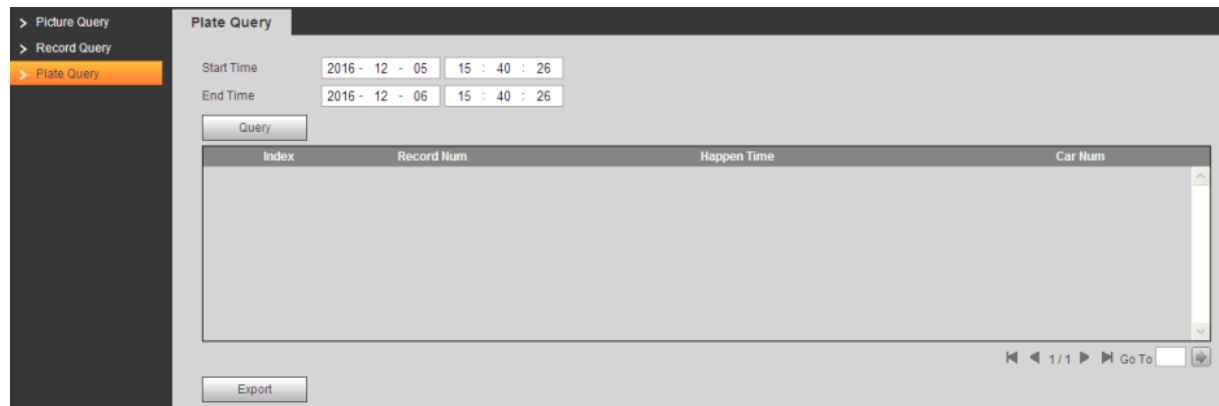 > Picture Query
> Record Query
> Plate Query
Plate Query
Start Time 2016 - 12 - 05 15 : 40 : 26
End Time 2016 - 12 - 06 15 : 40 : 26
Query
Index Record Num Happen Time Car Num
1 / 1 Go To
Export